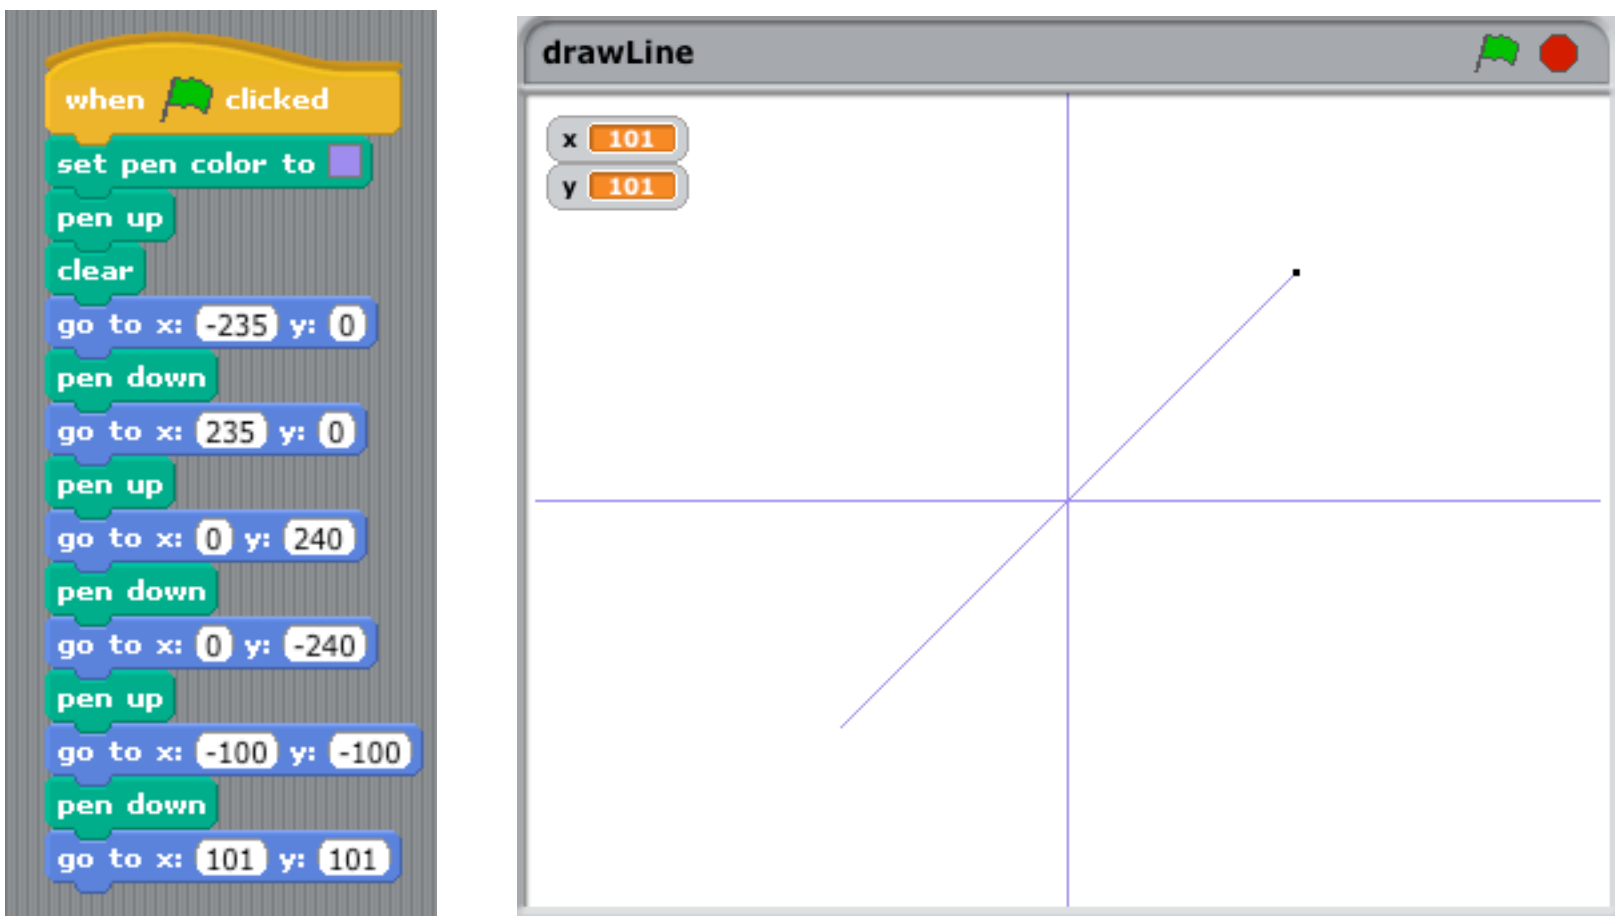 when clicked
set pen color to
pen up
clear
go to x: -235 y: 0
pen down
go to x: 235 y: 0
pen up
go to x: 0 y: 240
pen down
go to x: 0 y: -240
pen up
go to x: -100 y: -100
pen down
go to x: 101 y: 101
drawLine
x 101
y 101